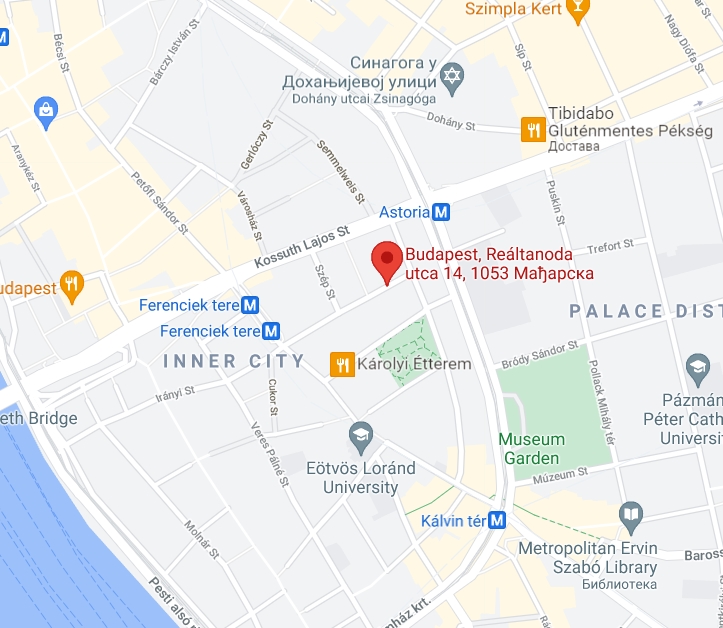 Szimpla Kert
M
Bécsi St
Bárczy István St
Síp St
Nagy Diófa St
Синагога у
Дохањијевој улици
Dohány utcai Zsinagóga
Dohány St
Tibidabo
Gluténmentes Pékség
Достава
Aranykéz St
Gerlóczy St
Semmelweis St
Petőfi Sándor St
Városház St
Puskin St
Astoria M
Kossuth Lajos St
Budapest, Reáltanoda
utca 14, 1053 Мађарска
Trefort St
Szép St
udapest
Ferenciek tere M
Ferenciek tere M
PALACE DIST
INNER CITY
Károlyi Étterem
Bródy Sándor St
Pollack Mihály tér
Pázmán
Péter Cath
Universit
Irányi St
Cukor St
eth Bridge
Veres Pálné St
Museum
Garden
Eötvös Loránd
University
Múzeum St
Kálvin tér M
Molnár St
Metropolitan Ervin
Szabó Library
Библиотека
Baross
Pesti alsó r
mház krt.